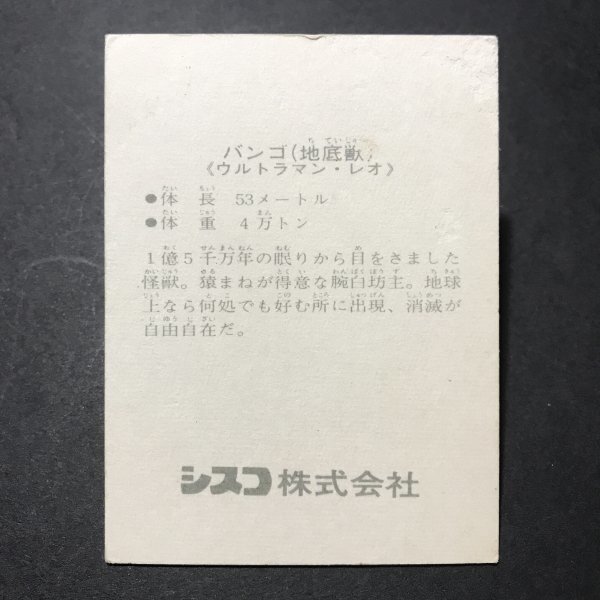 バンゴ(地底獣)
《ウルトラマン・レオ》
●体長 53メートル
●体重 4万トン
1億5千万年の眠りから目をさました
怪獣。猿まねが得意な腕白坊主。地球
上なら何処でも好む所に出現、消滅が
自由自在だ。
シスコ株式会社